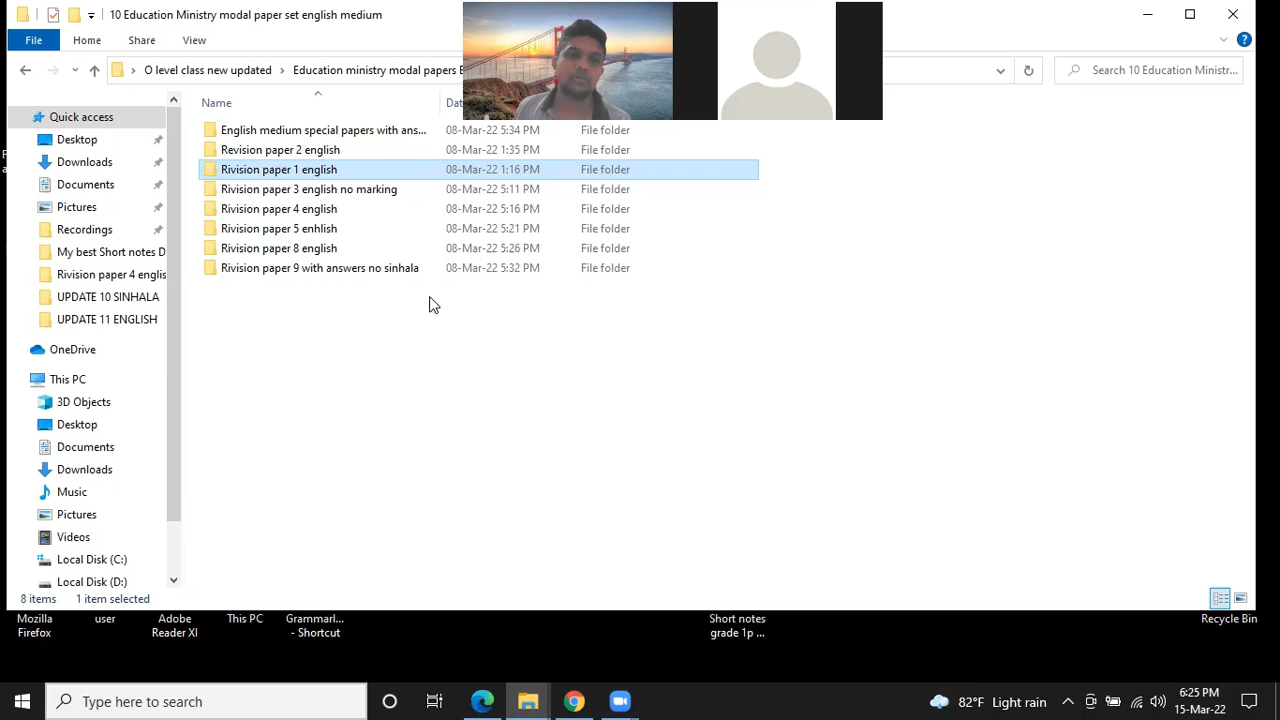 10 Education Ministry modal paper set english medium
File Home Share View
O level class new updated Education ministry modal papers
Search 10 Education Ministr...
Name
Quick access
Desktop
Downloads
Documents
Pictures
Recordings
My best Short notes D
Rivision paper 4 englis
UPDATE 10 SINHALA
UPDATE 11 ENGLISH
OneDrive
This PC
3D Objects
Desktop
Documents
Downloads
Music
Pictures
Videos
Local Disk (C:)
Local Disk (D:)
English medium special papers with ans... 08-Mar-22 5:34 PM File folder
Revision paper 2 english 08-Mar-22 1:35 PM File folder
Rivision paper 1 english 08-Mar-22 1:16 PM File folder
Rivision paper 3 english no marking 08-Mar-22 5:11 PM File folder
Rivision paper 4 english 08-Mar-22 5:16 PM File folder
Rivision paper 5 enhlish 08-Mar-22 5:21 PM File folder
Rivision paper 8 english 08-Mar-22 5:26 PM File folder
Rivision paper 9 with answers no sinhala 08-Mar-22 5:32 PM File folder
8 items 1 item selected
Mozilla
Firefox
user
Adobe
Reader XI
This PC
Grammarl...
- Shortcut
Short notes
grade 1p ...
Recycle Bin
Type here to search
82°F Light rain
6:25 PM
15-Mar-22